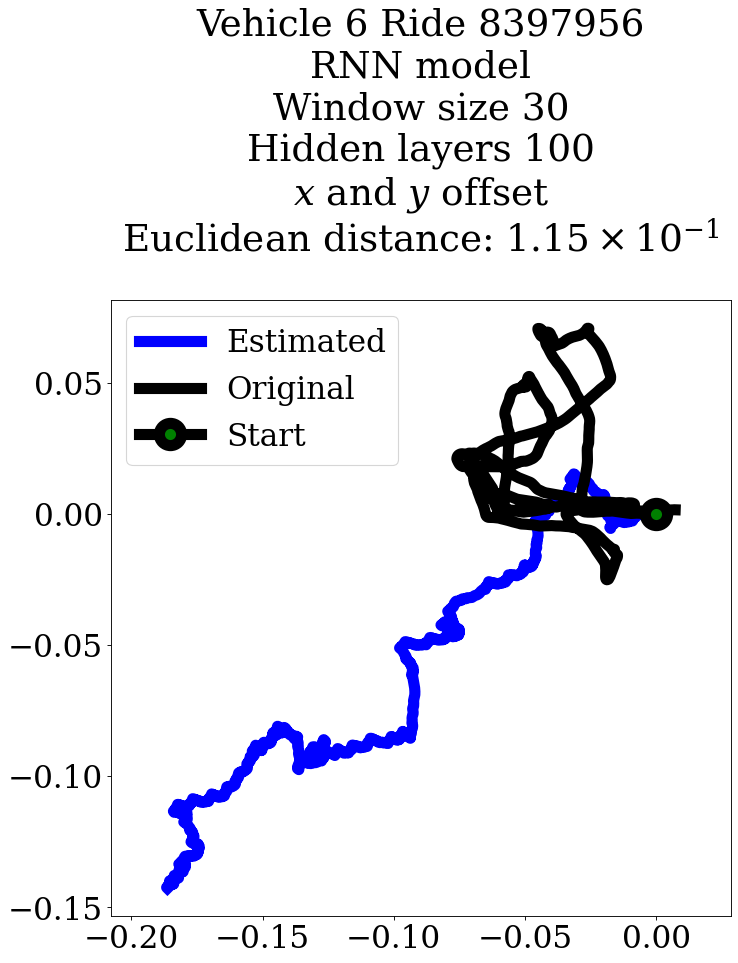 Vehicle 6 Ride 8397956
RNN model
Window size 30
Hidden layers 100
x and y offset
Euclidean distance: 1.15 × 10⁻¹
Estimated
Original
Start
0.05
0.00
−0.05
−0.10
−0.15
−0.20 −0.15 −0.10 −0.05 0.00